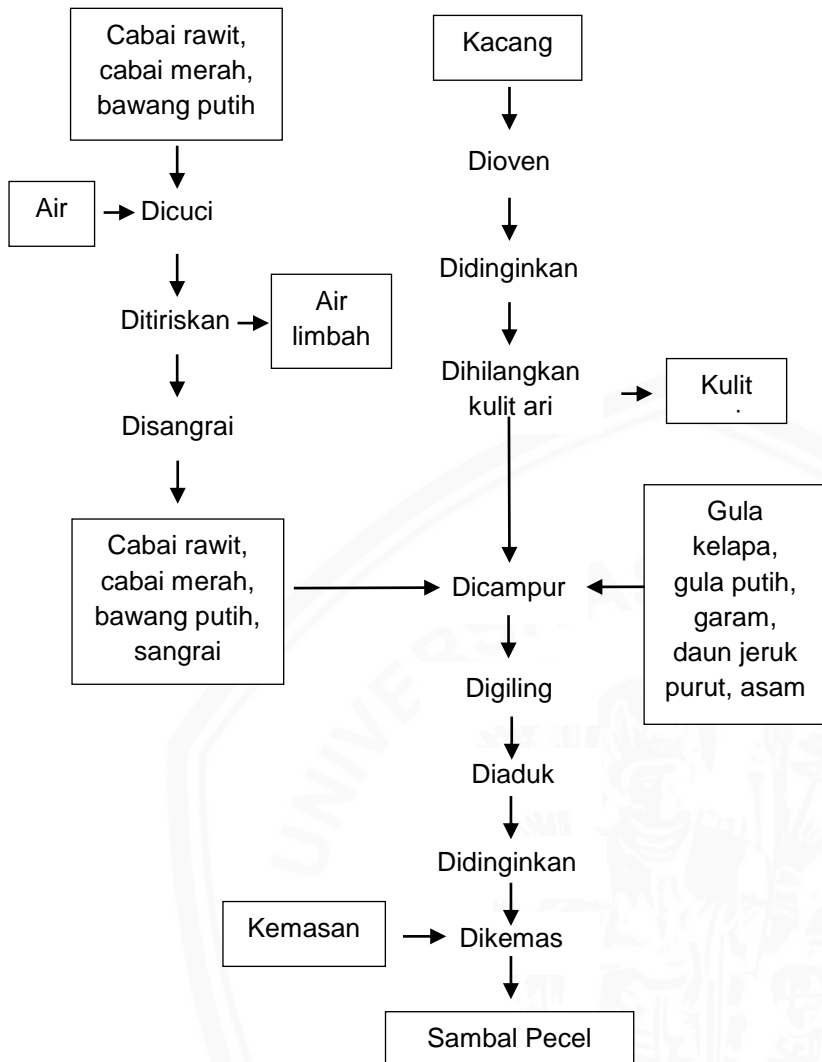 Cabai rawit,
cabai merah,
bawang putih
Kacang
Dioven
Air
Dicuci
Didinginkan
Ditiriskan
Air
limbah
Dihilangkan
kulit ari
Kulit
.
Disangrai
Cabai rawit,
cabai merah,
bawang putih,
sangrai
Dicampur
Gula
kelapa,
gula putih,
garam,
daun jeruk
purut, asam
Digiling
Diaduk
Didinginkan
Kemasan
Dikemas
Sambal Pecel